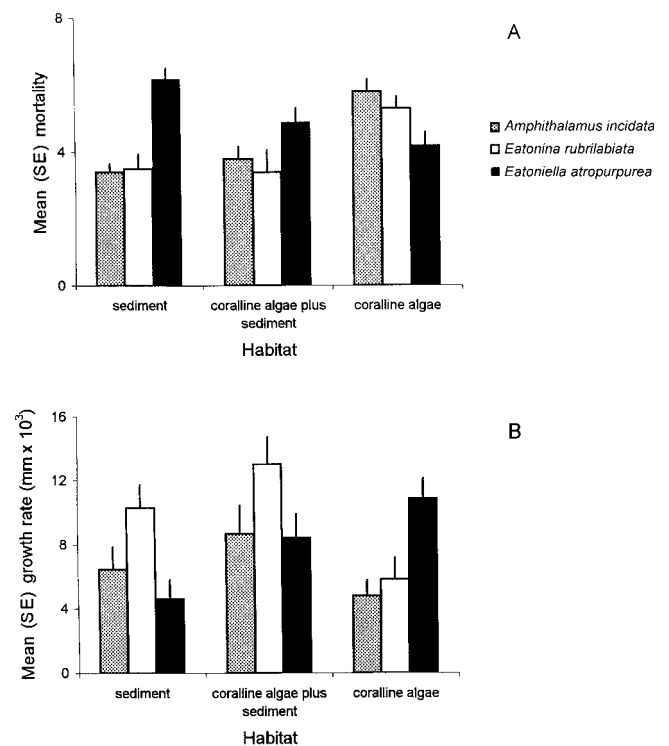 A
8
4
0
Mean (SE) mortality
sediment
coralline algae plus
sediment
coralline algae
Habitat
Amphithalamus incidata
Eatonina rubrilabiata
Eatoniella atropurpurea
B
16
12
8
4
0
Mean (SE) growth rate (mm x 10³)
sediment
coralline algae plus
sediment
coralline algae
Habitat